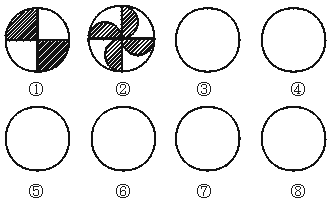 ① ② ③ ④
⑤ ⑥ ⑦ ⑧